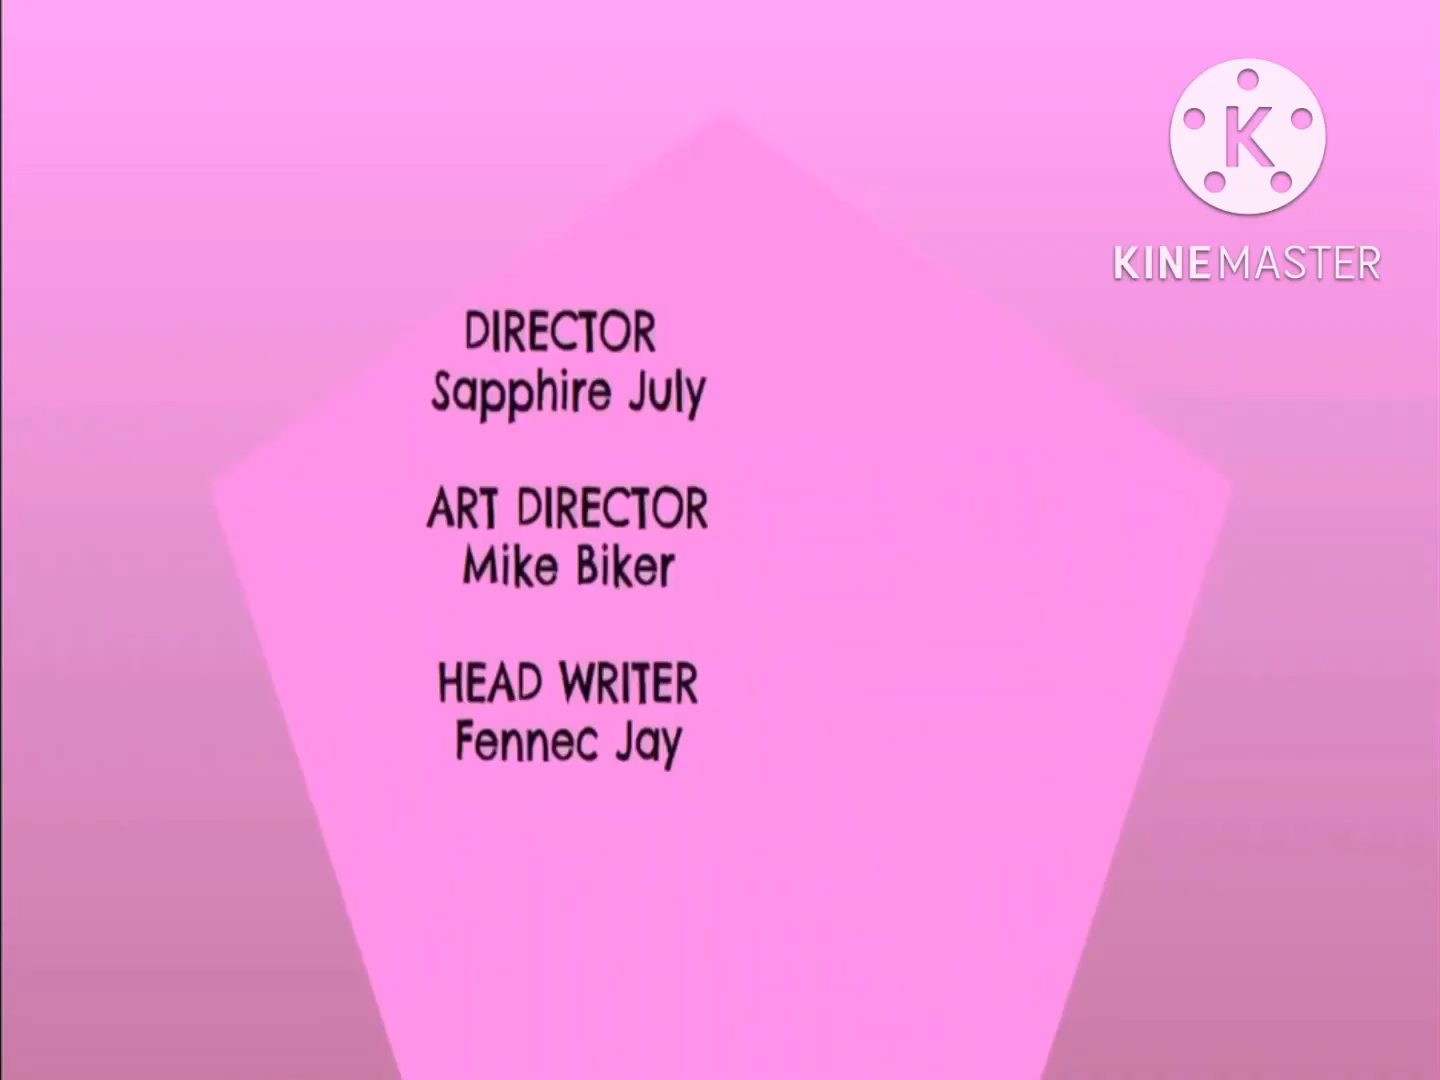 K
KINEMASTER
DIRECTOR
Sapphire July
ART DIRECTOR
Mike Biker
HEAD WRITER
Fennec Jay